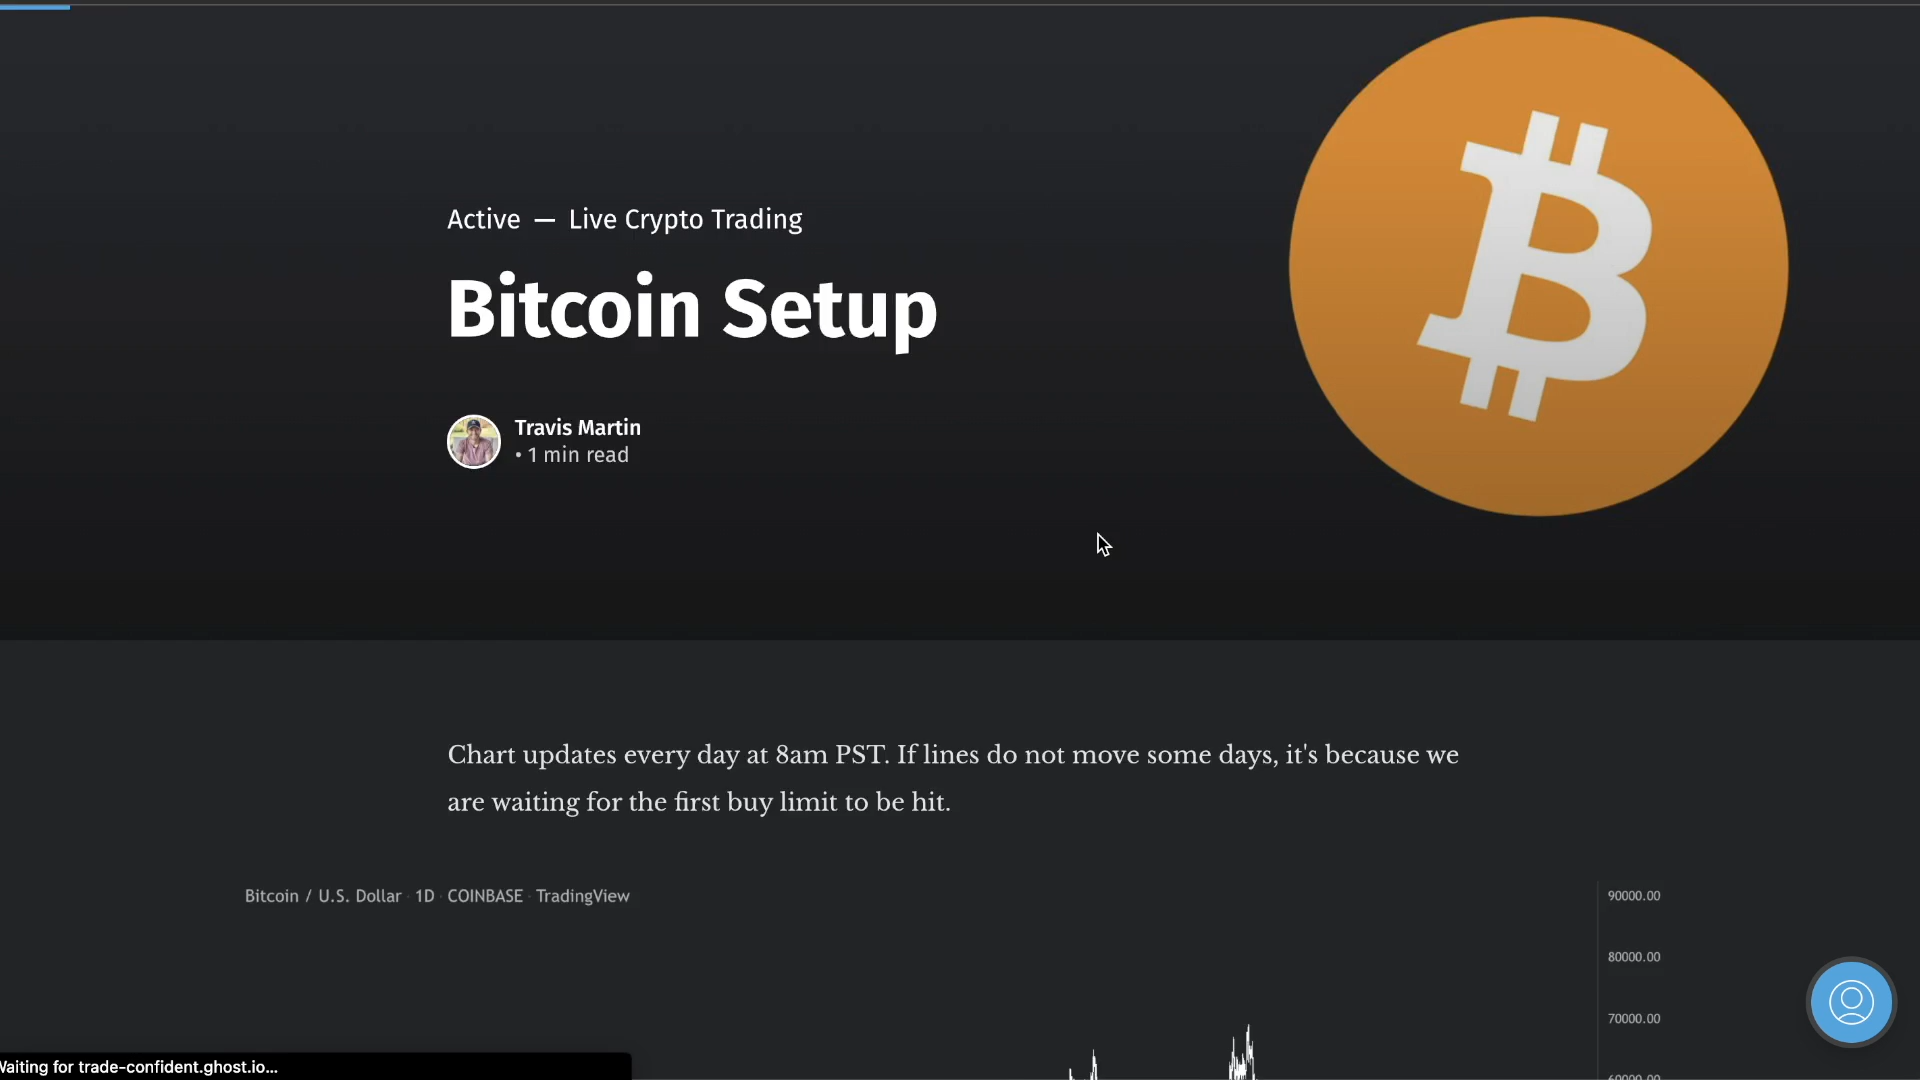 Active — Live Crypto Trading
Bitcoin Setup
Travis Martin
• 1 min read
Chart updates every day at 8am PST. If lines do not move some days, it's because we
are waiting for the first buy limit to be hit.
Bitcoin / U.S. Dollar · 1D · COINBASE · TradingView
90000.00
80000.00
70000.00
60000.00
Waiting for trade-confident.ghost.io...